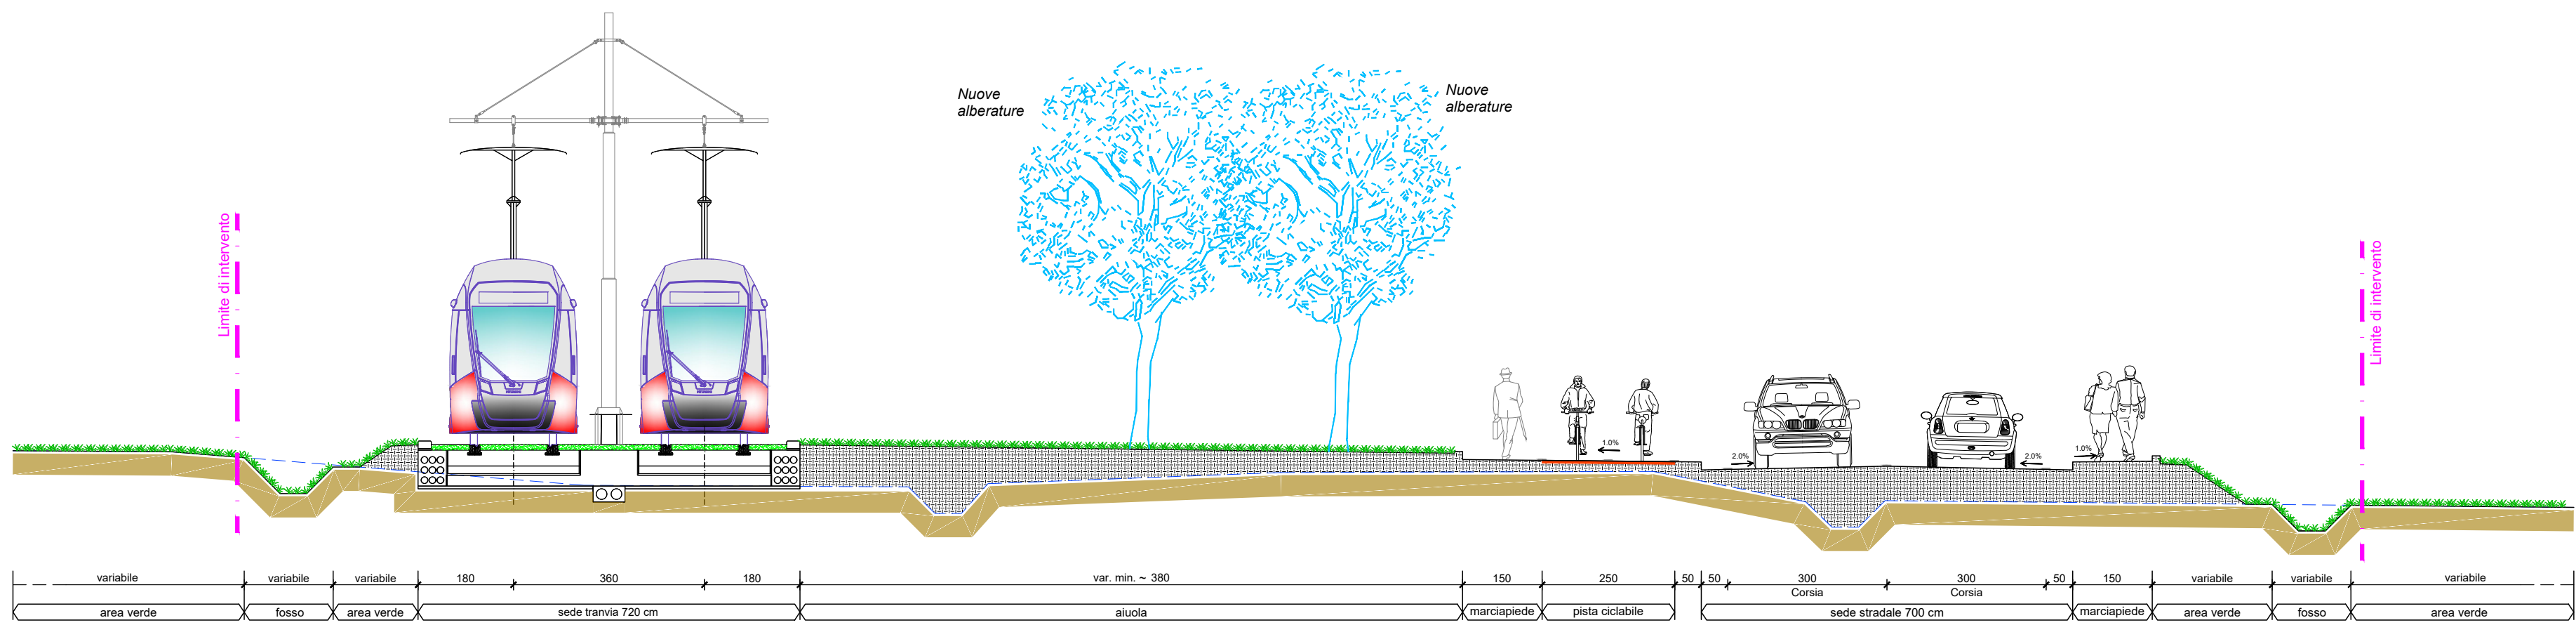 Nuove
alberature
Nuove
alberature
Limite di intervento
Limite di intervento
1.0%
2.0%
2.0%
1.0%
variabile
variabile
variabile
180
360
180
var. min. ~ 380
150
250
50
50
300
300
50
150
variabile
variabile
variabile
Corsia
Corsia
area verde
fosso
area verde
sede tranvia 720 cm
aiuola
marciapiede
pista ciclabile
sede stradale 700 cm
marciapiede
area verde
fosso
area verde